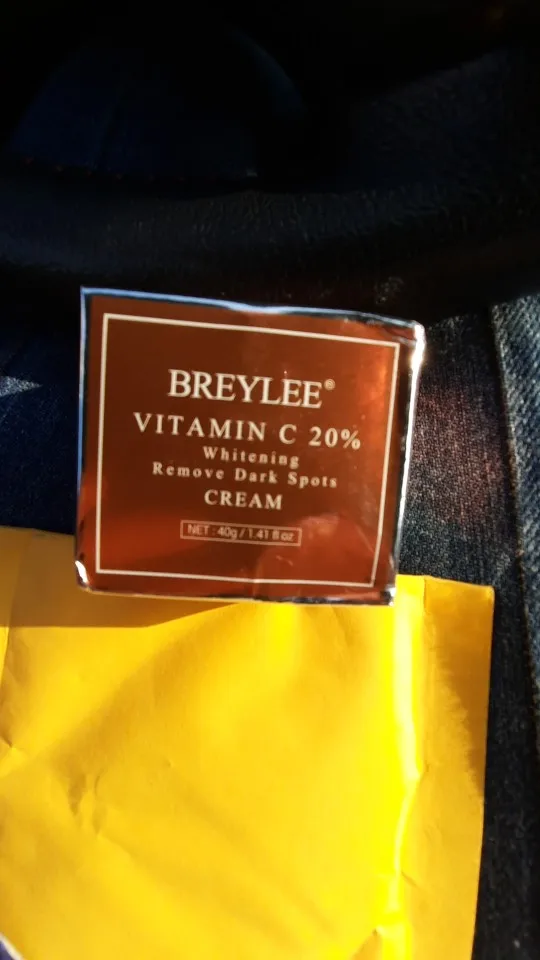 BREYLEE®
VITAMIN C 20%
Whitening
Remove Dark Spots
CREAM
NET : 40g / 1.41 fl oz